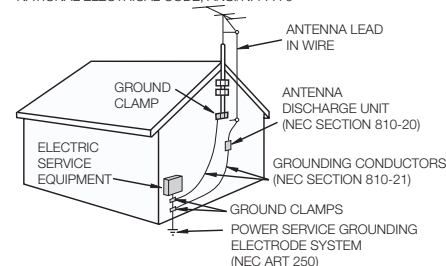 ANTENNA LEAD
IN WIRE
GROUND
CLAMP
ANTENNA
DISCHARGE UNIT
(NEC SECTION 810-20)
ELECTRIC
SERVICE
EQUIPMENT
GROUNDING CONDUCTORS
(NEC SECTION 810-21)
GROUND CLAMPS
POWER SERVICE GROUNDING
ELECTRODE SYSTEM
(NEC ART 250)